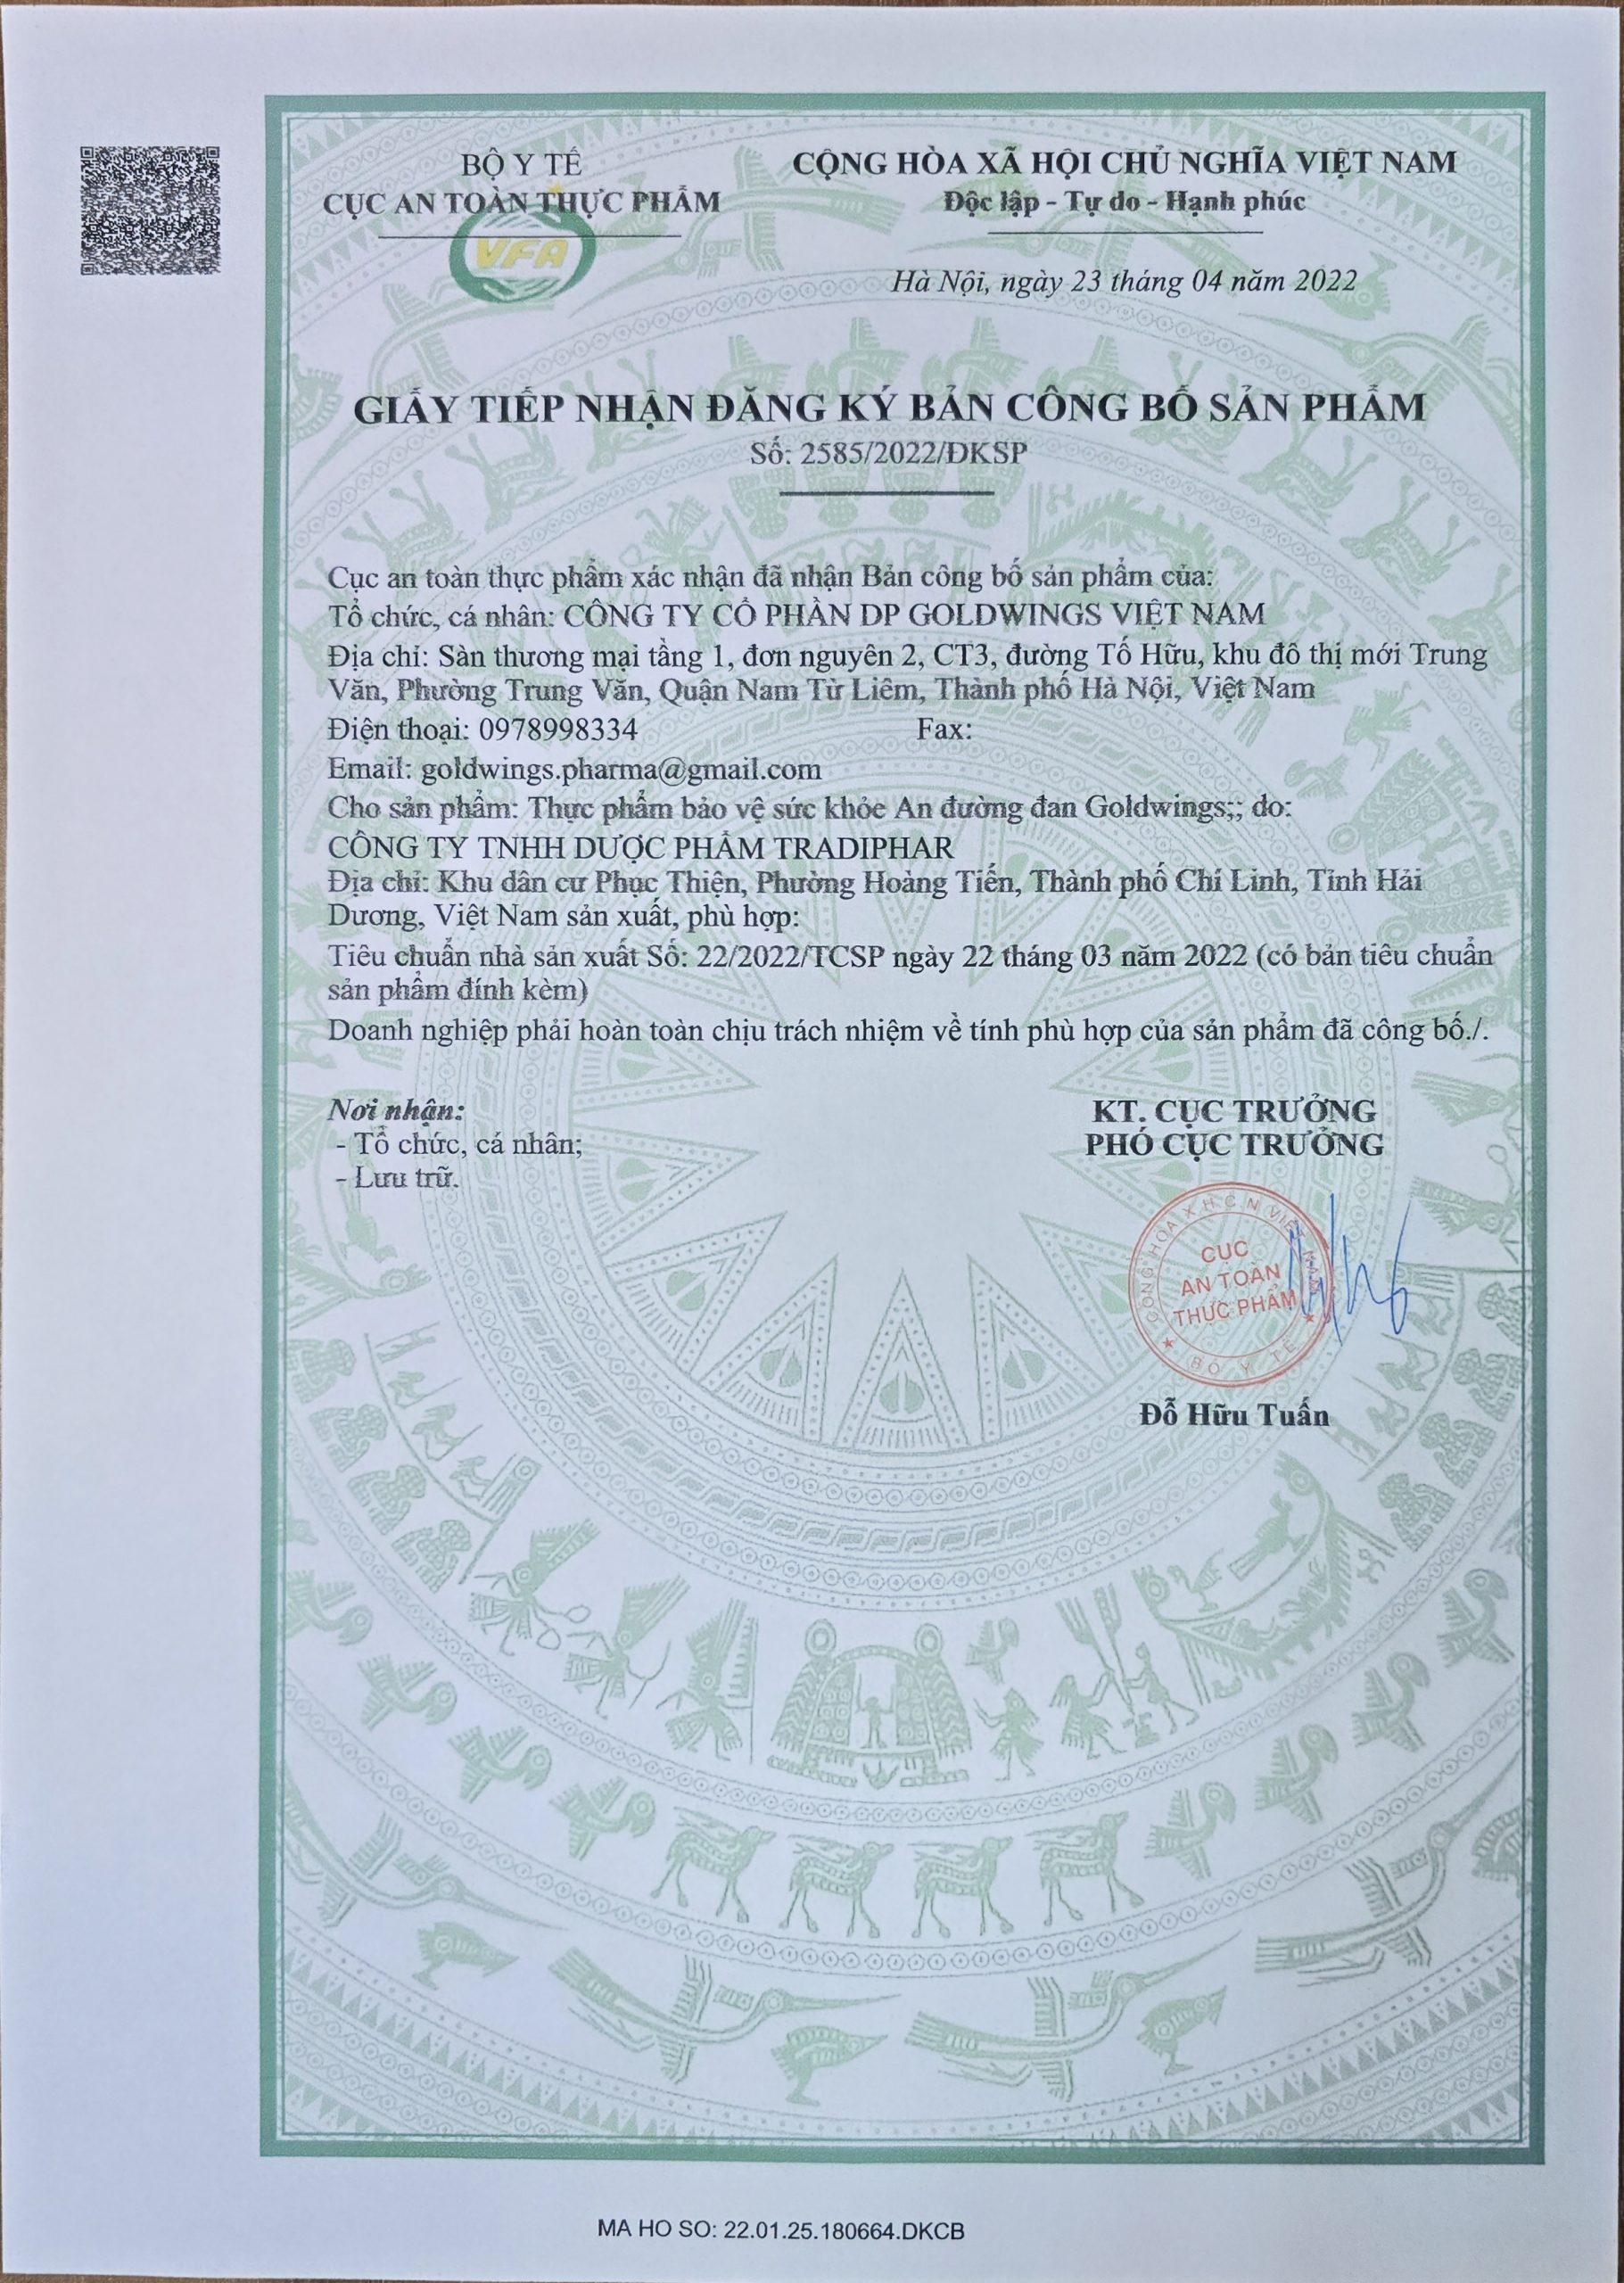 BỘ Y TẾ
CỤC AN TOÀN THỰC PHẨM
VFA
CỘNG HÒA XÃ HỘI CHỦ NGHĨA VIỆT NAM
Độc lập - Tự do - Hạnh phúc
Hà Nội, ngày 23 tháng 04 năm 2022
GIẤY TIẾP NHẬN ĐĂNG KÝ BẢN CÔNG BỐ SẢN PHẨM
Số: 2585/2022/ĐKSP
Cục an toàn thực phẩm xác nhận đã nhận Bản công bố sản phẩm của:
Tổ chức, cá nhân: CÔNG TY CỔ PHẦN DP GOLDWINGS VIỆT NAM
Địa chỉ: Sàn thương mại tầng 1, đơn nguyên 2, CT3, đường Tố Hữu, khu đô thị mới Trung
Văn, Phường Trung Văn, Quận Nam Từ Liêm, Thành phố Hà Nội, Việt Nam
Điện thoại: 0978998334 Fax:
Email: goldwings.pharma@gmail.com
Cho sản phẩm: Thực phẩm bảo vệ sức khỏe An đường đan Goldwings;; do:
CÔNG TY TNHH DƯỢC PHẨM TRADIPHAR
Địa chỉ: Khu dân cư Phục Thiện, Phường Hoàng Tiến, Thành phố Chí Linh, Tỉnh Hải
Dương, Việt Nam sản xuất, phù hợp:
Tiêu chuẩn nhà sản xuất Số: 22/2022/TCSP ngày 22 tháng 03 năm 2022 (có bản tiêu chuẩn
sản phẩm đính kèm)
Doanh nghiệp phải hoàn toàn chịu trách nhiệm về tính phù hợp của sản phẩm đã công bố./.
Nơi nhận:
- Tổ chức, cá nhân;
- Lưu trữ.
KT. CỤC TRƯỞNG
PHÓ CỤC TRƯỞNG
CỘNG HÒA X.H.C.N VIỆT NAM
CỤC
AN TOÀN
THỰC PHẨM
★ BỘ Y TẾ ★
Đỗ Hữu Tuấn
MA HO SO: 22.01.25.180664.DKCB